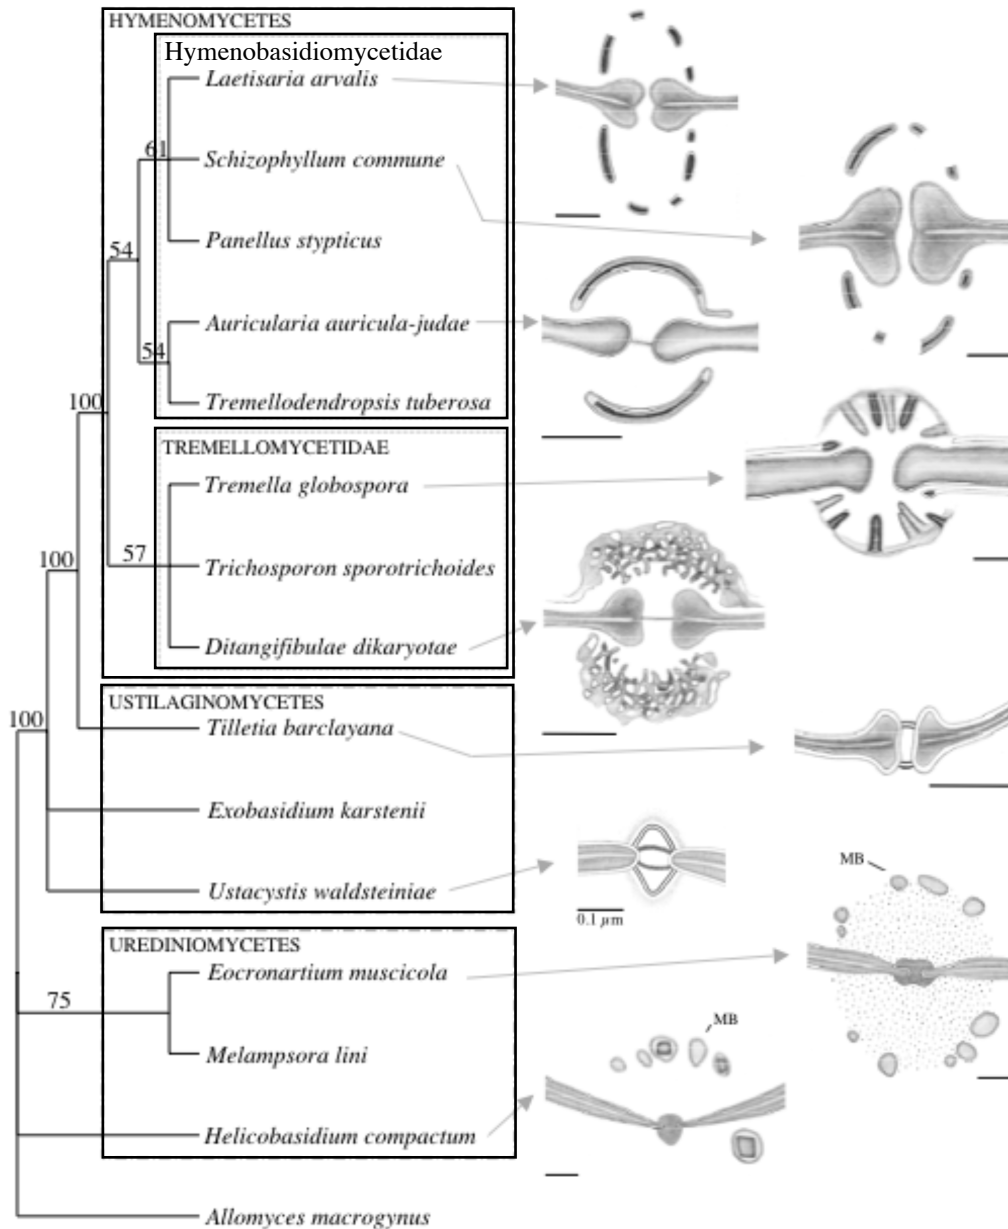 HYMENOMYCETES
Hymenobasidiomycetidae
Laetisaria arvalis
61
Schizophyllum commune
54
Panellus stypticus
Auricularia auricula-judae
54
100
Tremellodendropsis tuberosa
TREMELLOMYCETIDAE
Tremella globospora
100
57
Trichosporon sporotrichoides
Ditangifibulae dikaryotae
USTILAGINOMYCETES
100
Tilletia barclayana
Exobasidium karstenii
MB
Ustacystis waldsteiniae
0.1 µm
UREDINIOMYCETES
Eocronartium muscicola
75
MB
Melampsora lini
Helicobasidium compactum
Allomyces macrogynus